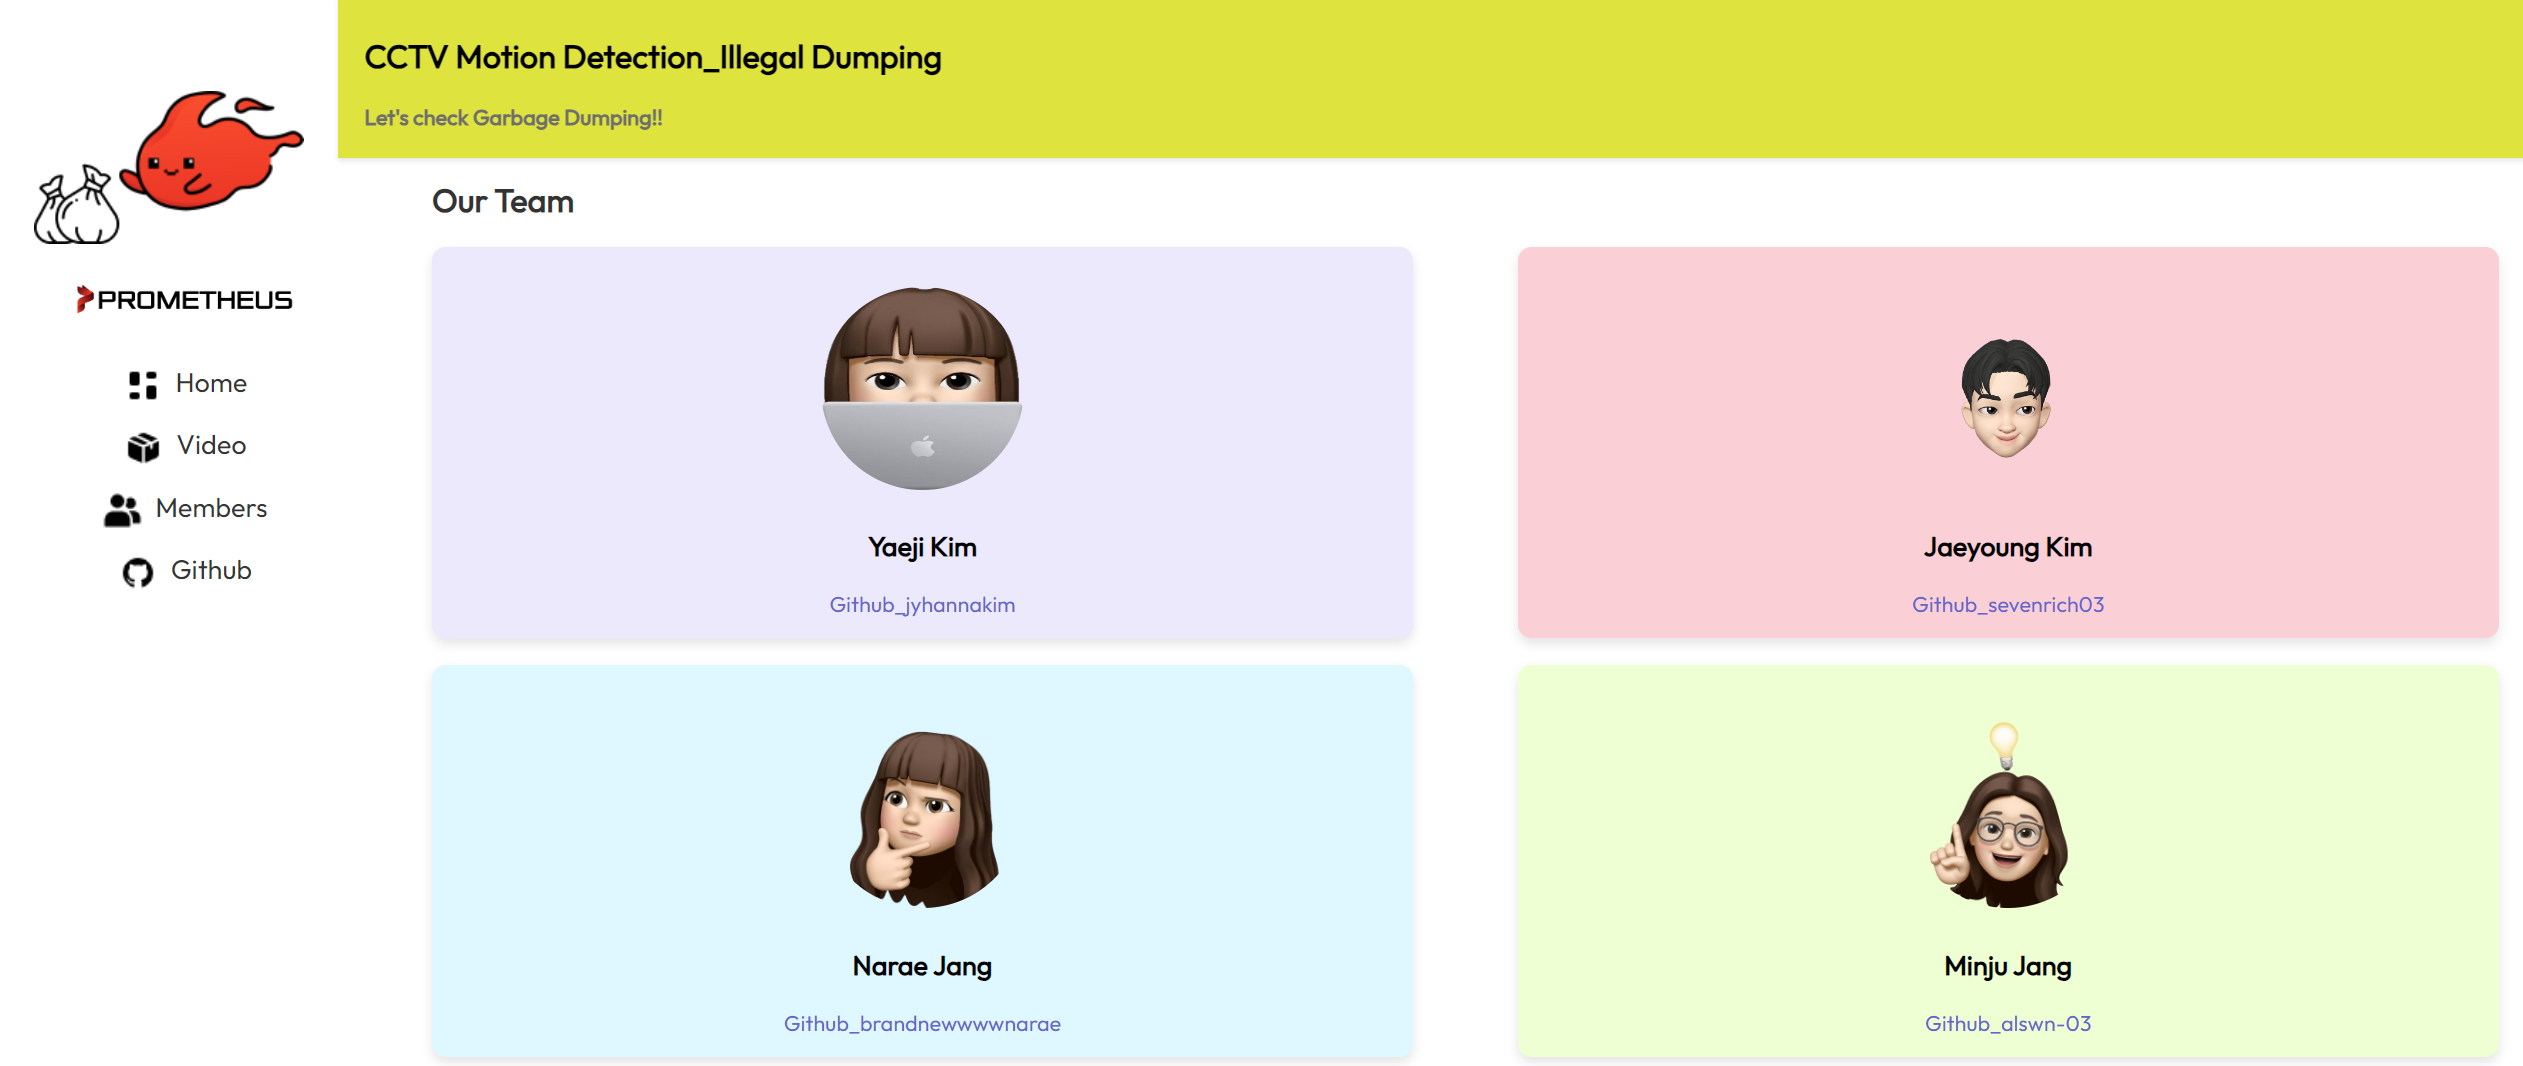 CCTV Motion Detection_Illegal Dumping
Let's check Garbage Dumping!!
PROMETHEUS
Home
Video
Members
Github
Our Team
Yaeji Kim
Github_jyhannakim
Jaeyoung Kim
Github_sevenrich03
Narae Jang
Github_brandnewwwwnarae
Minju Jang
Github_alswn-03